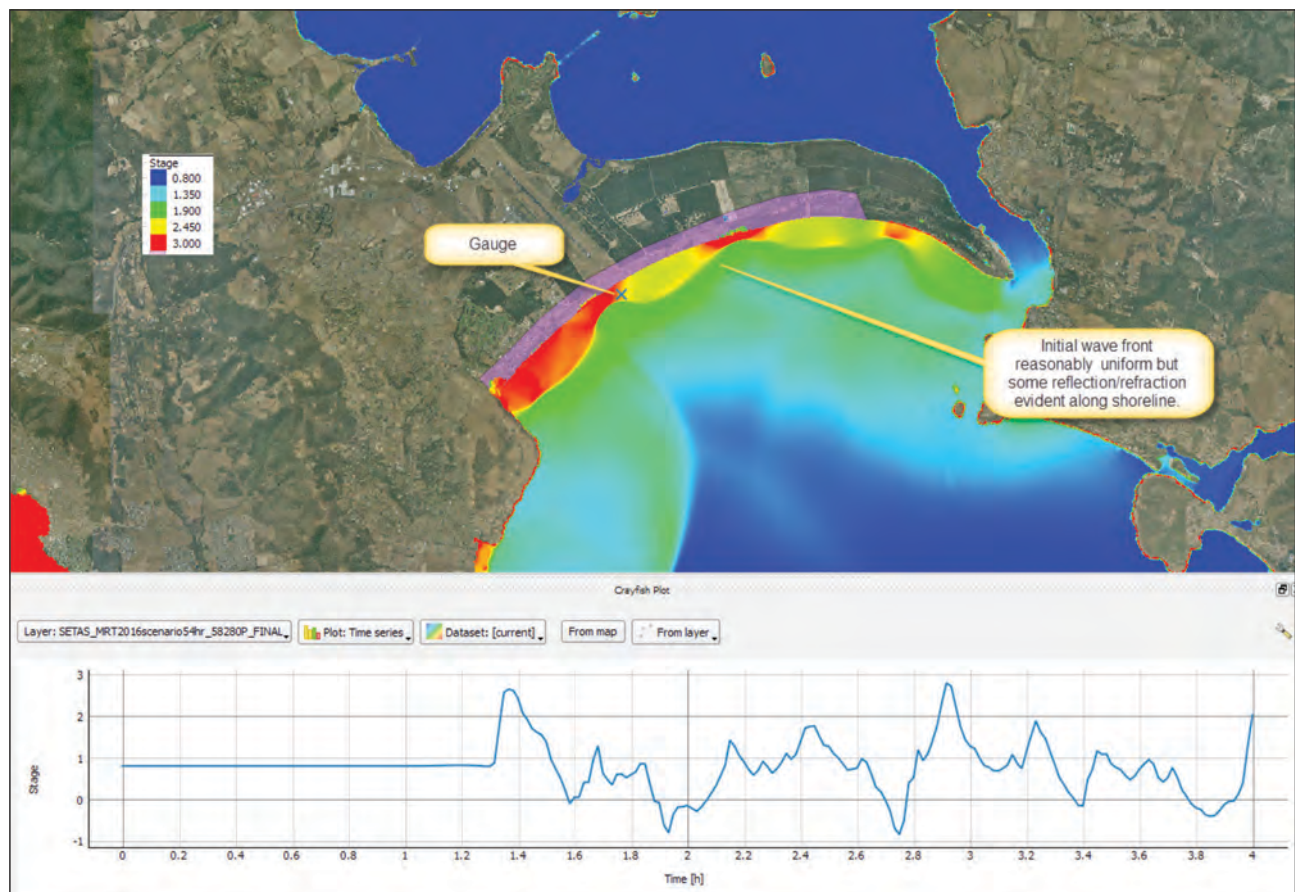 Stage
0.800
1.350
1.900
2.450
3.000
Gauge
Initial wave front
reasonably uniform but
some reflection/refraction
evident along shoreline.
Crayfish Plot
Layer: SETAS_MRT2016scenario54hr_58280P_FINAL
Plot: Time series
Dataset: [current]
From map
From layer
3
2
1
0
-1
Stage
0 0.2 0.4 0.6 0.8 1 1.2 1.4 1.6 1.8 2 2.2 2.4 2.6 2.8 3 3.2 3.4 3.6 3.8 4
Time [h]